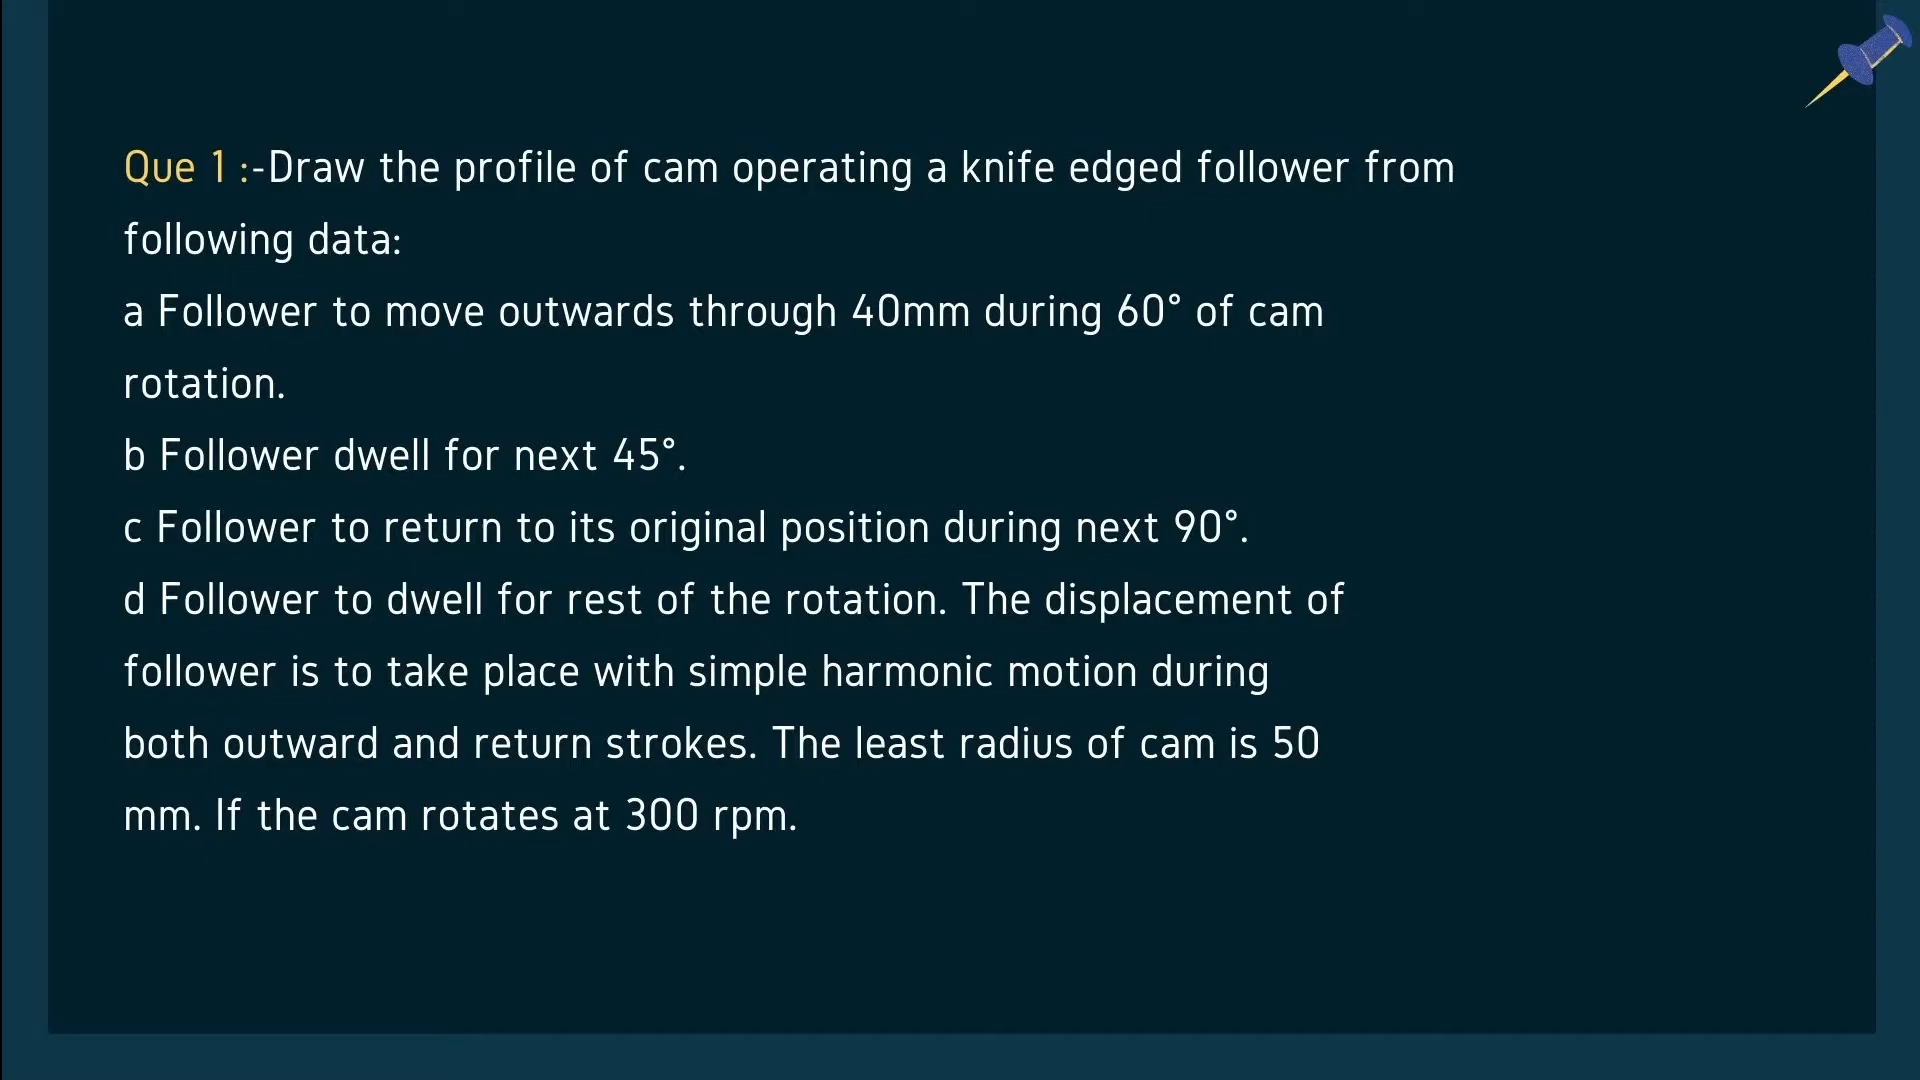 Que 1 :-Draw the profile of cam operating a knife edged follower from
following data:
a Follower to move outwards through 40mm during 60° of cam
rotation.
b Follower dwell for next 45°.
c Follower to return to its original position during next 90°.
d Follower to dwell for rest of the rotation. The displacement of
follower is to take place with simple harmonic motion during
both outward and return strokes. The least radius of cam is 50
mm. If the cam rotates at 300 rpm.